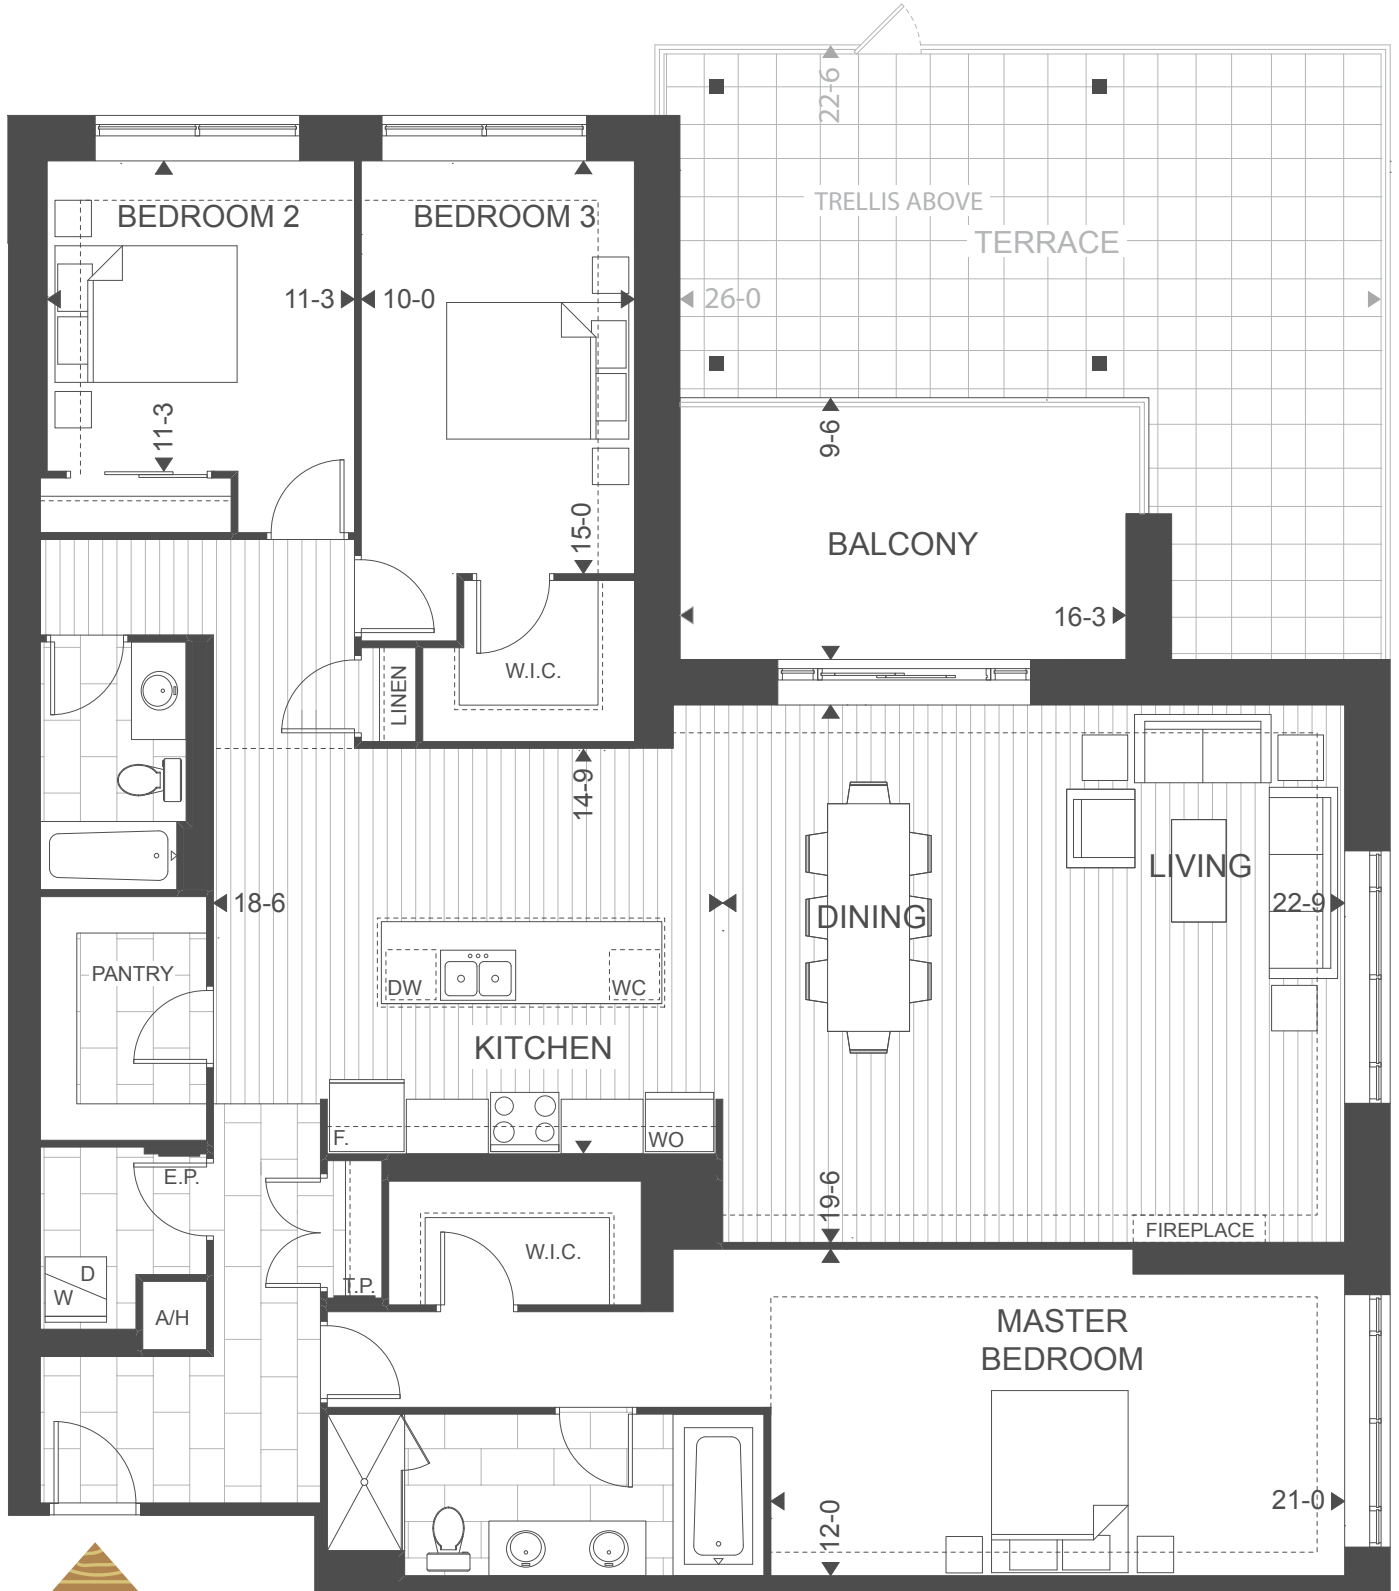 22-6
TRELLIS ABOVE
TERRACE
26-0
BEDROOM 2
BEDROOM 3
11-3
10-0
11-3
15-0
9-6
BALCONY
16-3
W.I.C.
LINEN
14-9
18-6
DINING
LIVING
22-9
PANTRY
DW
WC
KITCHEN
F.
WO
E.P.
19-6
FIREPLACE
W.I.C.
D
W
T.P.
A/H
MASTER
BEDROOM
12-0
21-0